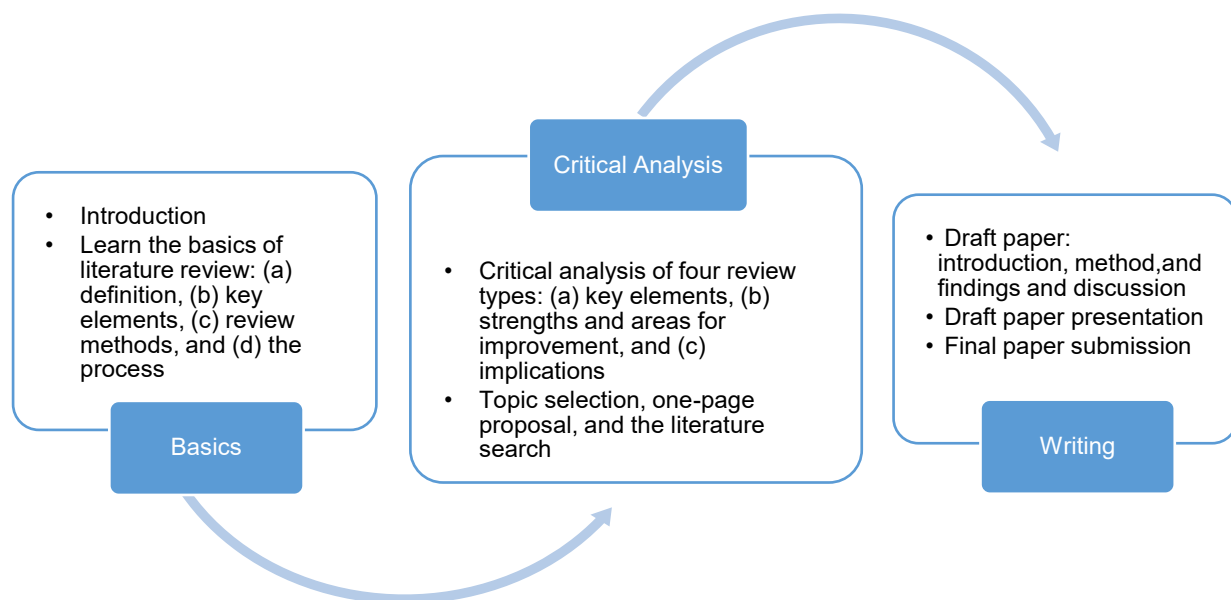 • Introduction
• Learn the basics of
literature review: (a)
definition, (b) key
elements, (c) review
methods, and (d) the
process
Basics
Critical Analysis
• Critical analysis of four review
types: (a) key elements, (b)
strengths and areas for
improvement, and (c)
implications
• Topic selection, one-page
proposal, and the literature
search
• Draft paper:
introduction, method,and
findings and discussion
• Draft paper presentation
• Final paper submission
Writing